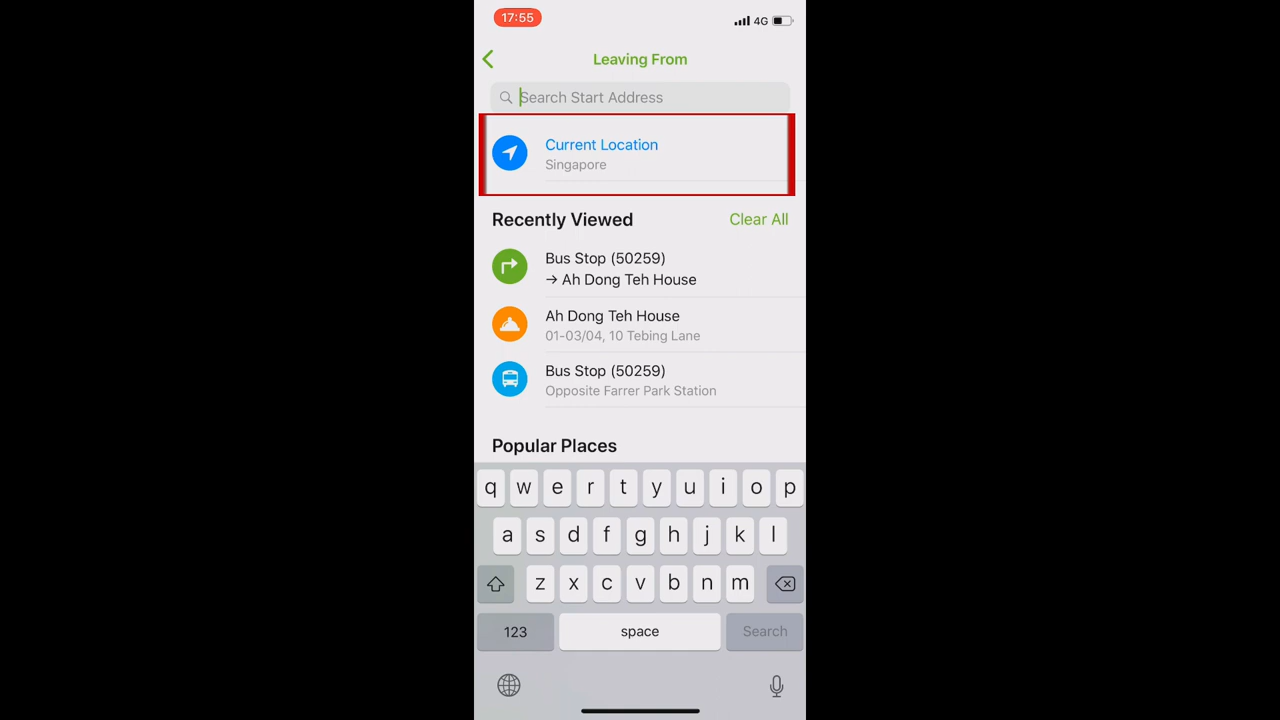 17:55
4G
Leaving From
Search Start Address
Current Location
Singapore
Recently Viewed
Clear All
Bus Stop (50259)
→ Ah Dong Teh House
Ah Dong Teh House
01-03/04, 10 Tebing Lane
Bus Stop (50259)
Opposite Farrer Park Station
Popular Places
q w e r t y u i o p
a s d f g h j k l
z x c v b n m
123 space Search